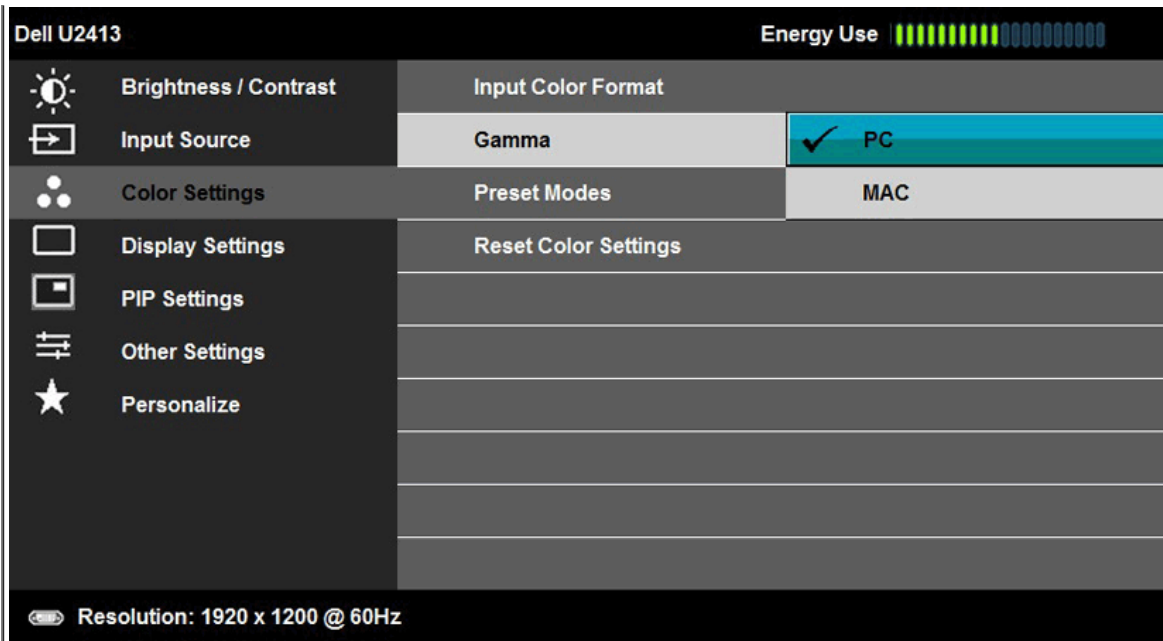 Dell U2413 Energy Use
Brightness / Contrast Input Color Format
Input Source Gamma PC
Color Settings Preset Modes MAC
Display Settings Reset Color Settings
PIP Settings
Other Settings
Personalize
Resolution: 1920 x 1200 @ 60Hz